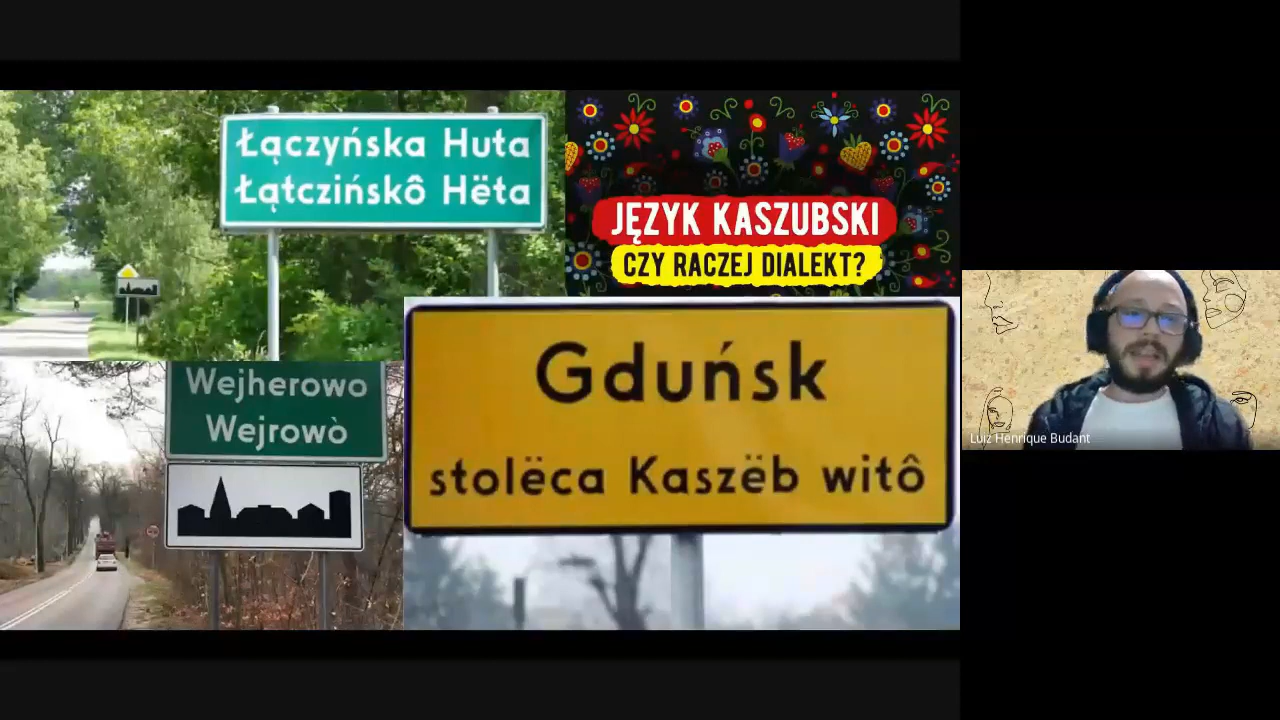 Łączyńska Huta
Łątczińskô Hëta
JĘZYK KASZUBSKI
CZY RACZEJ DIALEKT?
Wejherowo
Wejrowò
Gduńsk
stolëca Kaszëb witô
Luiz Henrique Budant